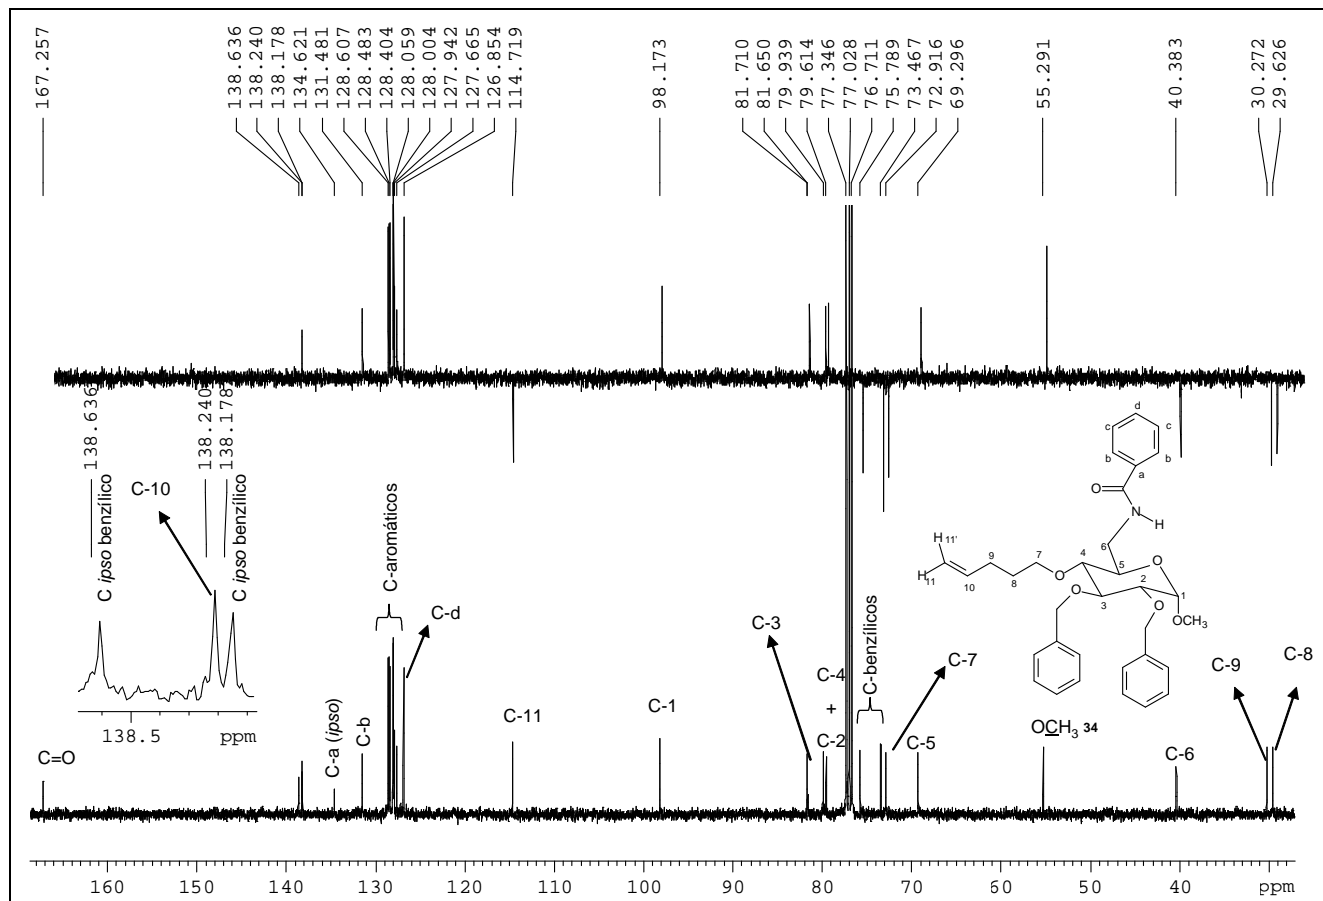 167.257
138.636
138.240
138.178
134.621
131.481
128.607
128.483
128.404
128.059
128.004
127.942
127.665
126.854
114.719
98.173
81.710
81.650
79.939
79.614
77.346
77.028
76.711
75.789
73.467
72.916
69.296
55.291
40.383
30.272
29.626
138.636
138.240
138.178
C ipso benzílico
C-10
C ipso benzílico
138.5 ppm
C=O
C-a (ipso)
C-b
C-aromáticos
C-d
C-11
C-1
C-3
C-4
+
C-2
C-benzílicos
C-7
C-5
OCH₃ 34
C-6
C-9
C-8
d
c c
b b
a
O
N H
6
H 11'
9 7 4 5 O
H 11 10 8 O 2 1
O 3 O OCH₃
160 150 140 130 120 110 100 90 80 70 60 50 40 ppm